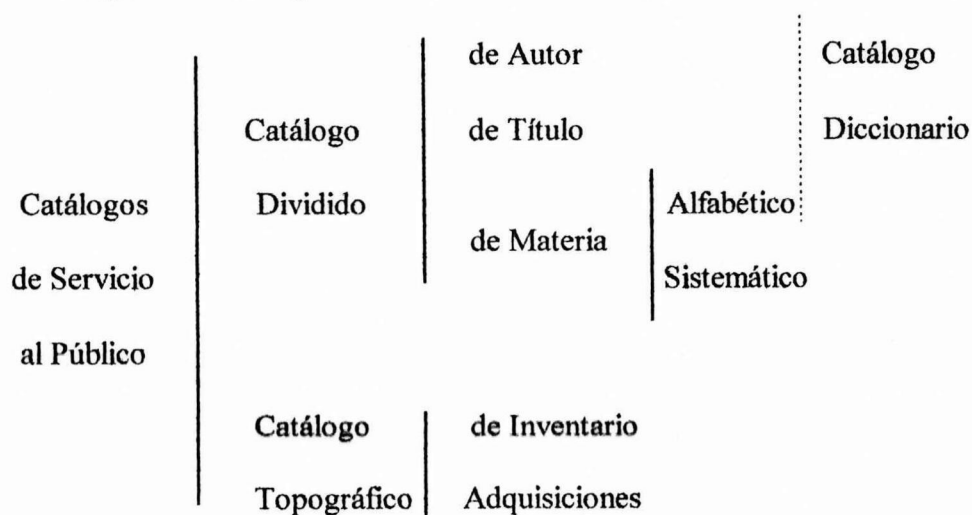 de Autor
Catálogo
Catálogo
de Título
Diccionario
Catálogos
Dividido
Alfabético
de Materia
de Servicio
Sistemático
al Público
Catálogo
de Inventario
Topográfico
Adquisiciones